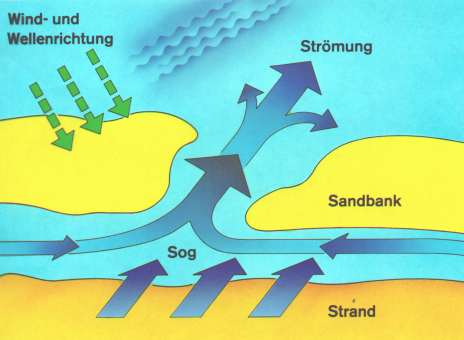 Wind- und
Wellenrichtung
Strömung
Sandbank
Sog
Strand